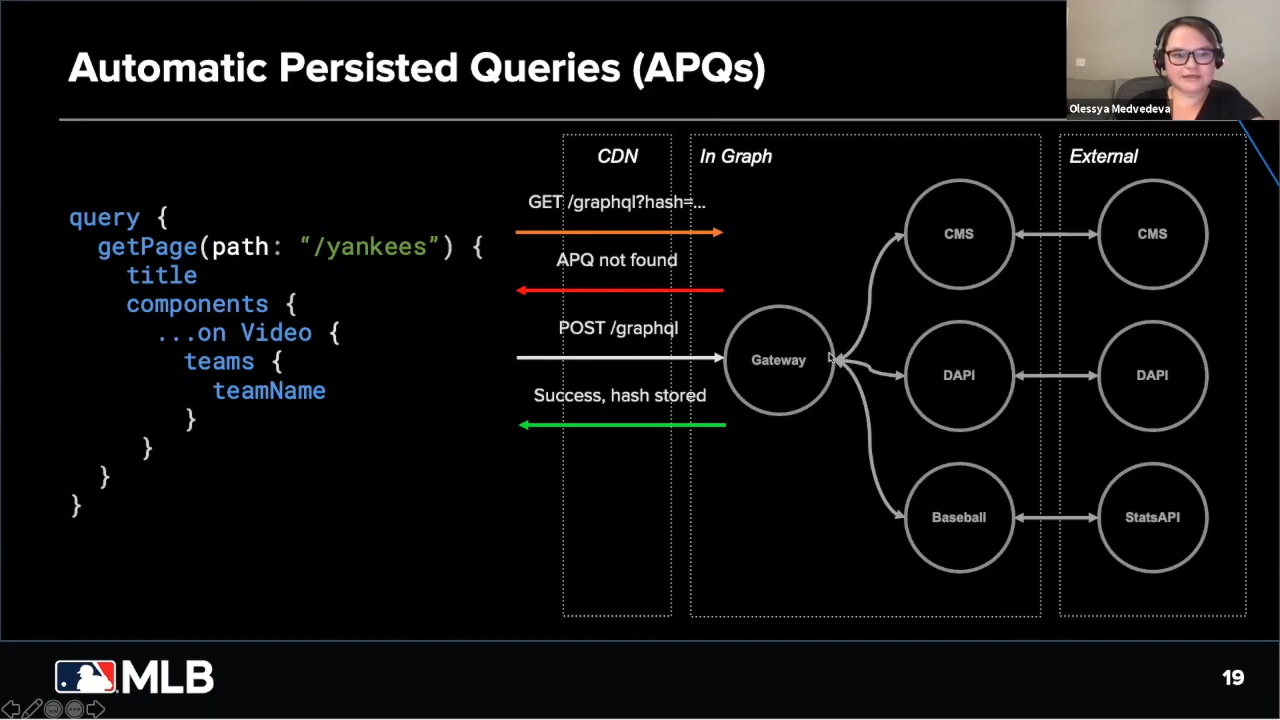 Automatic Persisted Queries (APQs)
Olessya Medvedeva
query {
getPage(path: “/yankees”) {
title
components {
...on Video {
teams {
teamName
}
}
}
}
CDN
GET /graphql?hash=...
APQ not found
POST /graphql
Success, hash stored
In Graph
Gateway
CMS
DAPI
Baseball
External
CMS
DAPI
StatsAPI
MLB
19